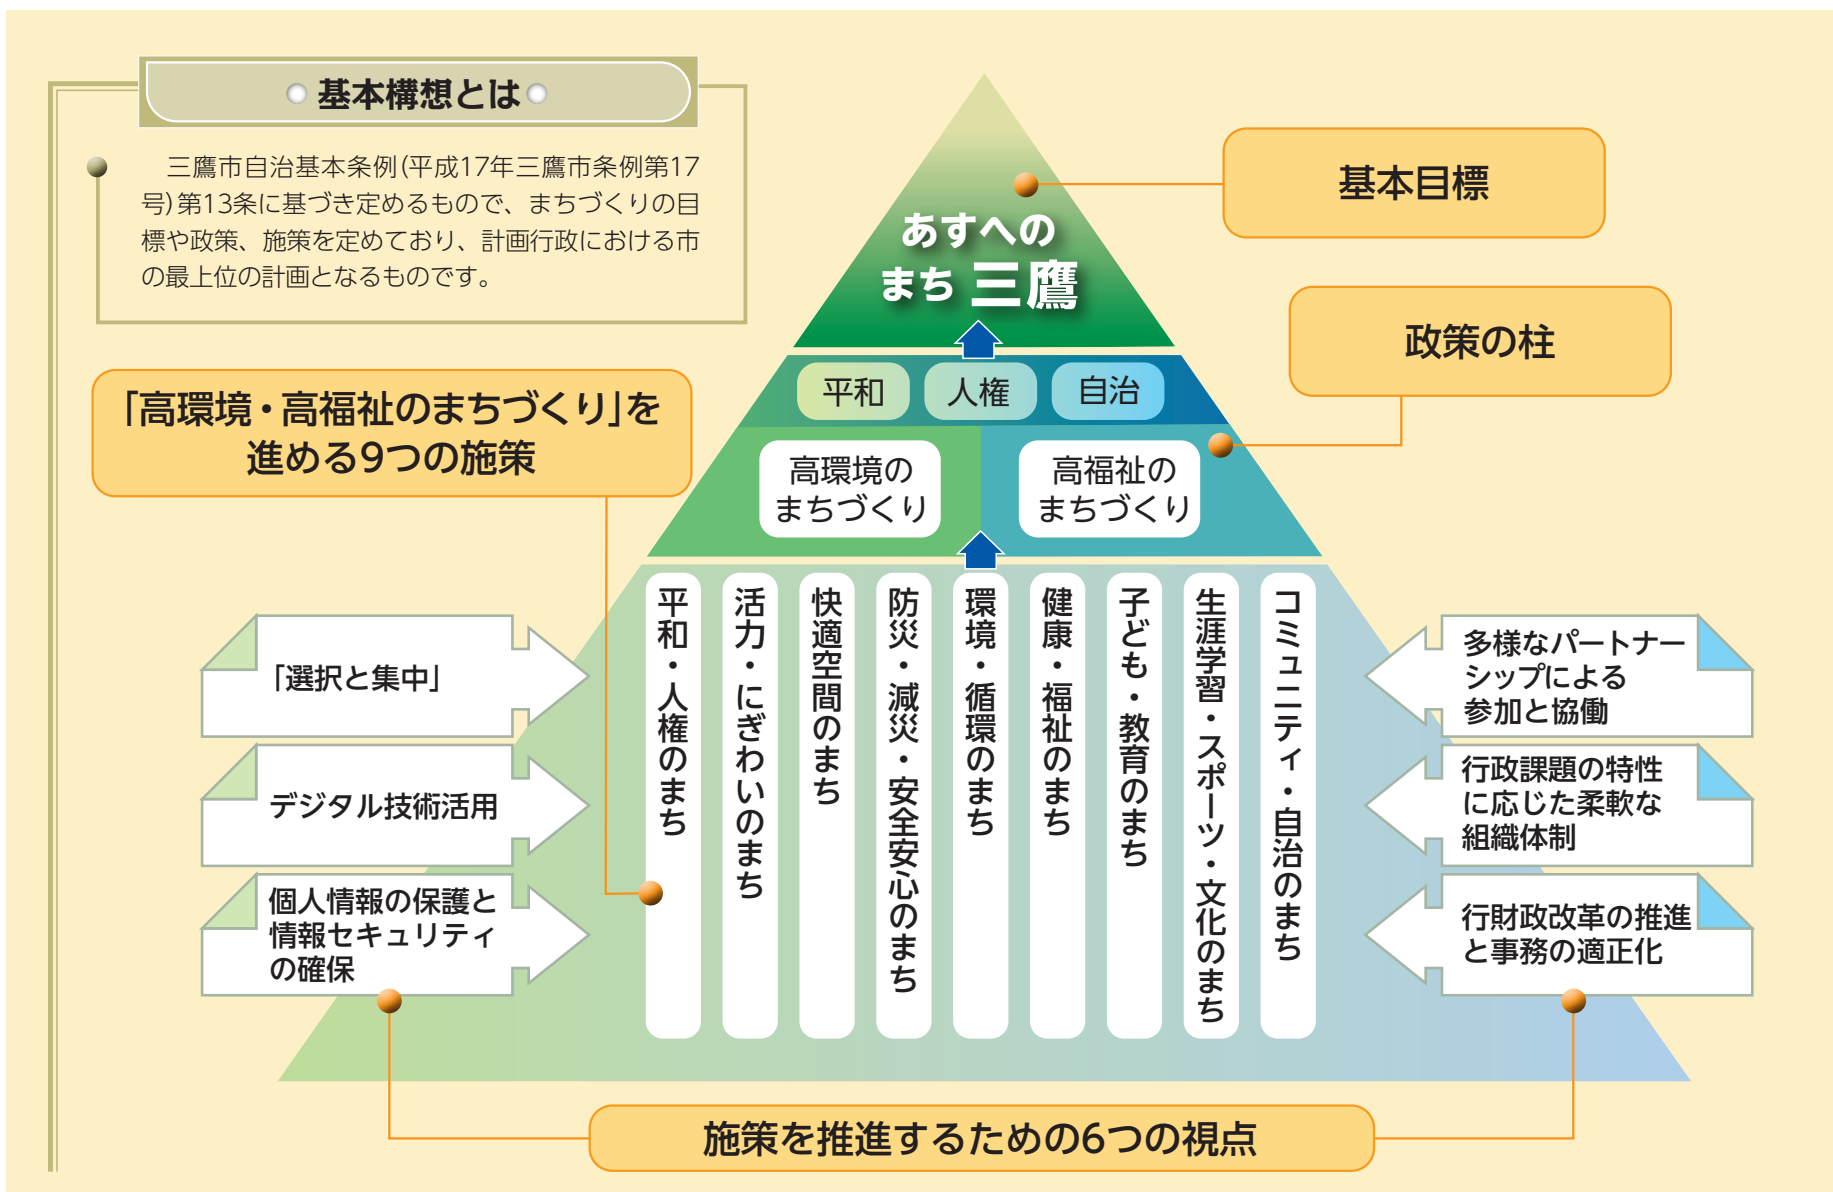 基本構想とは
三鷹市自治基本条例(平成17年三鷹市条例第17
号)第13条に基づき定めるもので、まちづくりの目
標や政策、施策を定めており、計画行政における市
の最上位の計画となるものです。
基本目標
あすへの
まち 三鷹
政策の柱
平和
人権
自治
「高環境・高福祉のまちづくり」を
進める9つの施策
高環境の
まちづくり
高福祉の
まちづくり
平和・人権のまち
活力・にぎわいのまち
快適空間のまち
防災・減災・安全安心のまち
環境・循環のまち
健康・福祉のまち
子ども・教育のまち
生涯学習・スポーツ・文化のまち
コミュニティ・自治のまち
「選択と集中」
デジタル技術活用
個人情報の保護と
情報セキュリティ
の確保
多様なパートナー
シップによる
参加と協働
行政課題の特性
に応じた柔軟な
組織体制
行財政改革の推進
と事務の適正化
施策を推進するための6つの視点